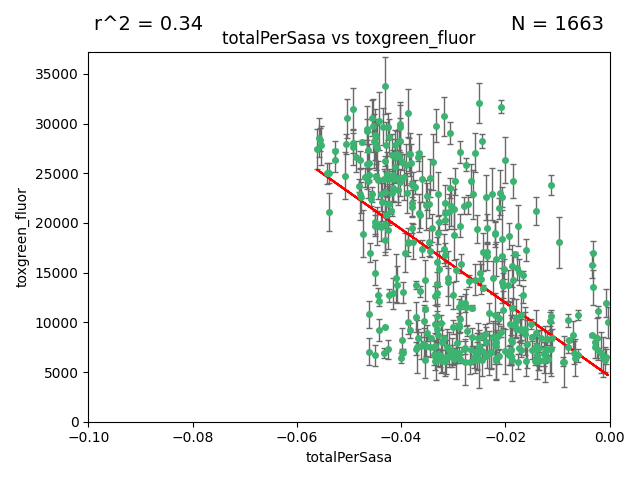 r^2 = 0.34
N = 1663
totalPerSasa vs toxgreen_fluor
35000
30000
25000
20000
15000
10000
5000
0
toxgreen_fluor
−0.10
−0.08
−0.06
−0.04
−0.02
0.00
totalPerSasa